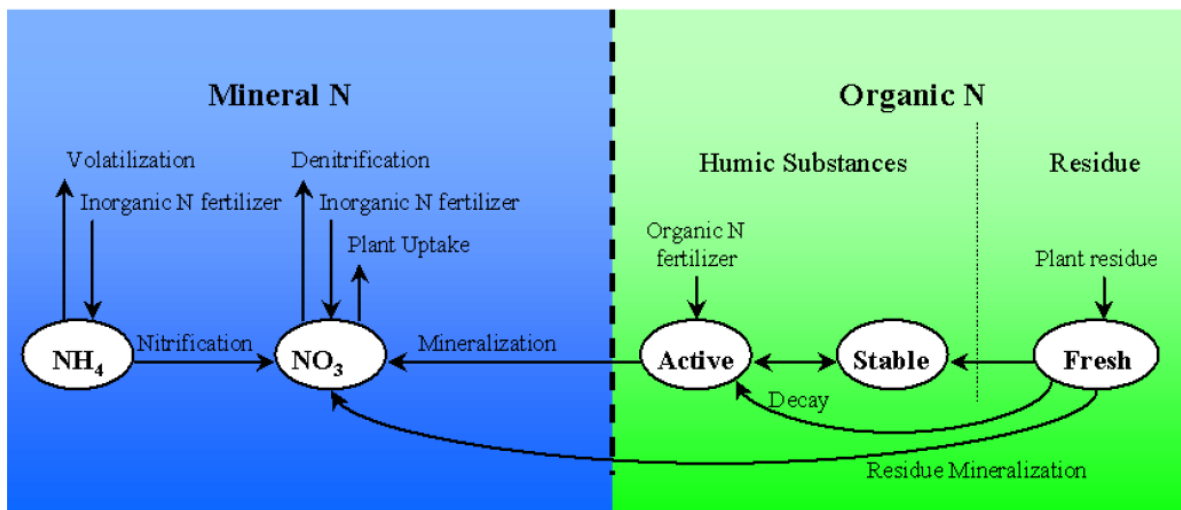 Mineral N
Organic N
Humic Substances
Residue
Volatilization
Denitrification
Inorganic N fertilizer
Inorganic N fertilizer
Plant Uptake
Organic N
fertilizer
Plant residue
NH₄
Nitrification
NO₃
Mineralization
Active
Stable
Fresh
Decay
Residue Mineralization